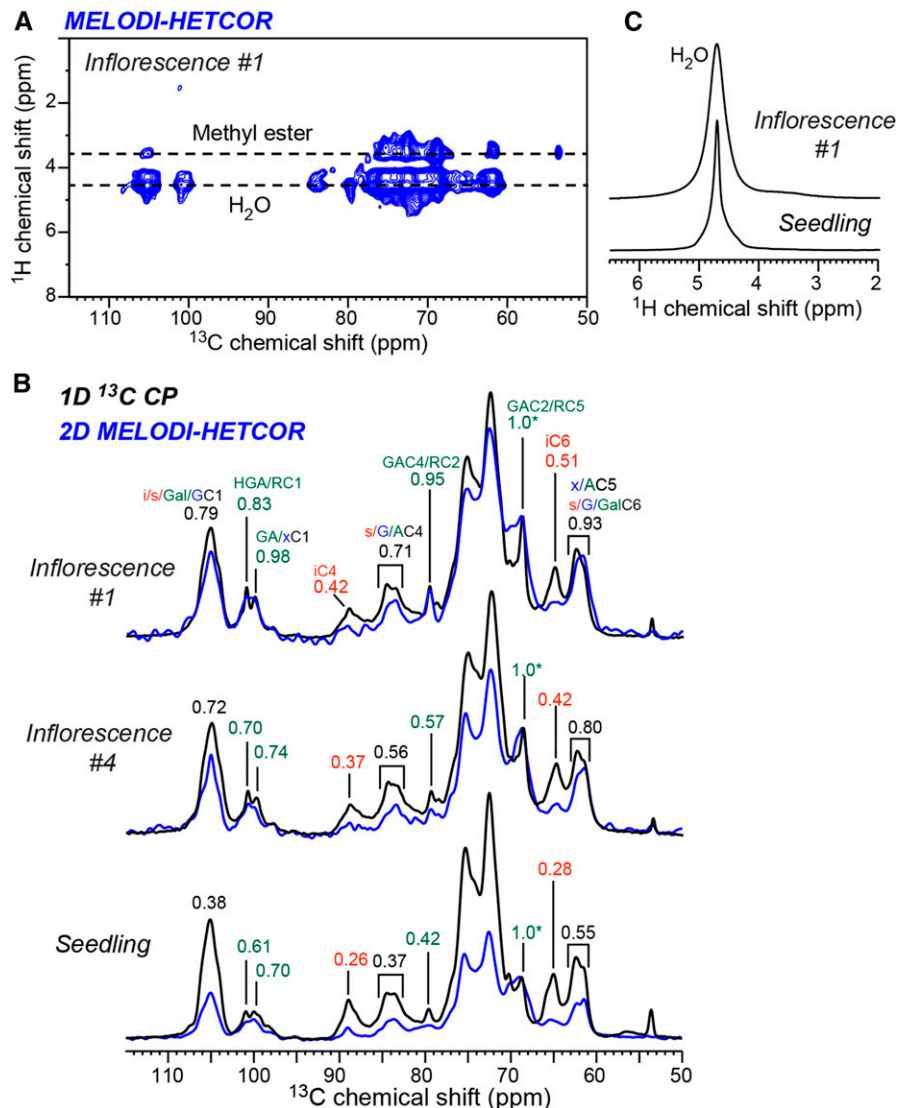 A
MELODI-HETCOR
Inflorescence #1
Methyl ester
H₂O
¹H chemical shift (ppm)
2
4
6
8
110 100 90 80 70 60 50
¹³C chemical shift (ppm)
C
H₂O
Inflorescence
#1
Seedling
6 5 4 3 2
¹H chemical shift (ppm)
B
1D ¹³C CP
2D MELODI-HETCOR
i/s/Gal/GC1
0.79
HGA/RC1
0.83
GA/xC1
0.98
iC4
0.42
s/G/AC4
0.71
GAC4/RC2
0.95
GAC2/RC5
1.0*
iC6
0.51
x/AC5
s/G/GalC6
0.93
Inflorescence
#1
0.72
0.70
0.74
0.37
0.56
0.57
1.0*
0.42
0.80
Inflorescence
#4
0.38
0.61
0.70
0.26
0.37
0.42
1.0*
0.28
0.55
Seedling
110 100 90 80 70 60 50
¹³C chemical shift (ppm)